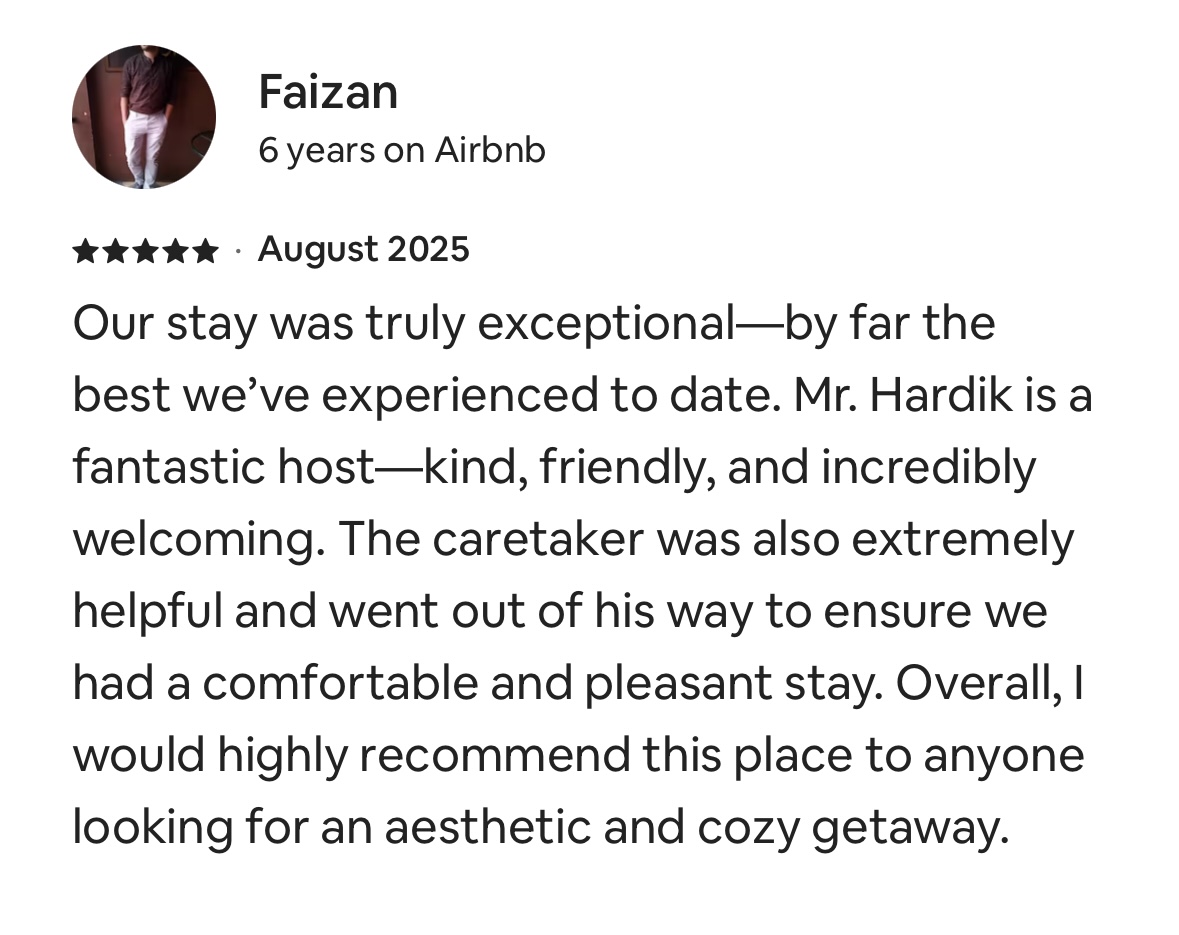 Faizan
6 years on Airbnb
★★★★★ · August 2025
Our stay was truly exceptional—by far the
best we’ve experienced to date. Mr. Hardik is a
fantastic host—kind, friendly, and incredibly
welcoming. The caretaker was also extremely
helpful and went out of his way to ensure we
had a comfortable and pleasant stay. Overall, I
would highly recommend this place to anyone
looking for an aesthetic and cozy getaway.